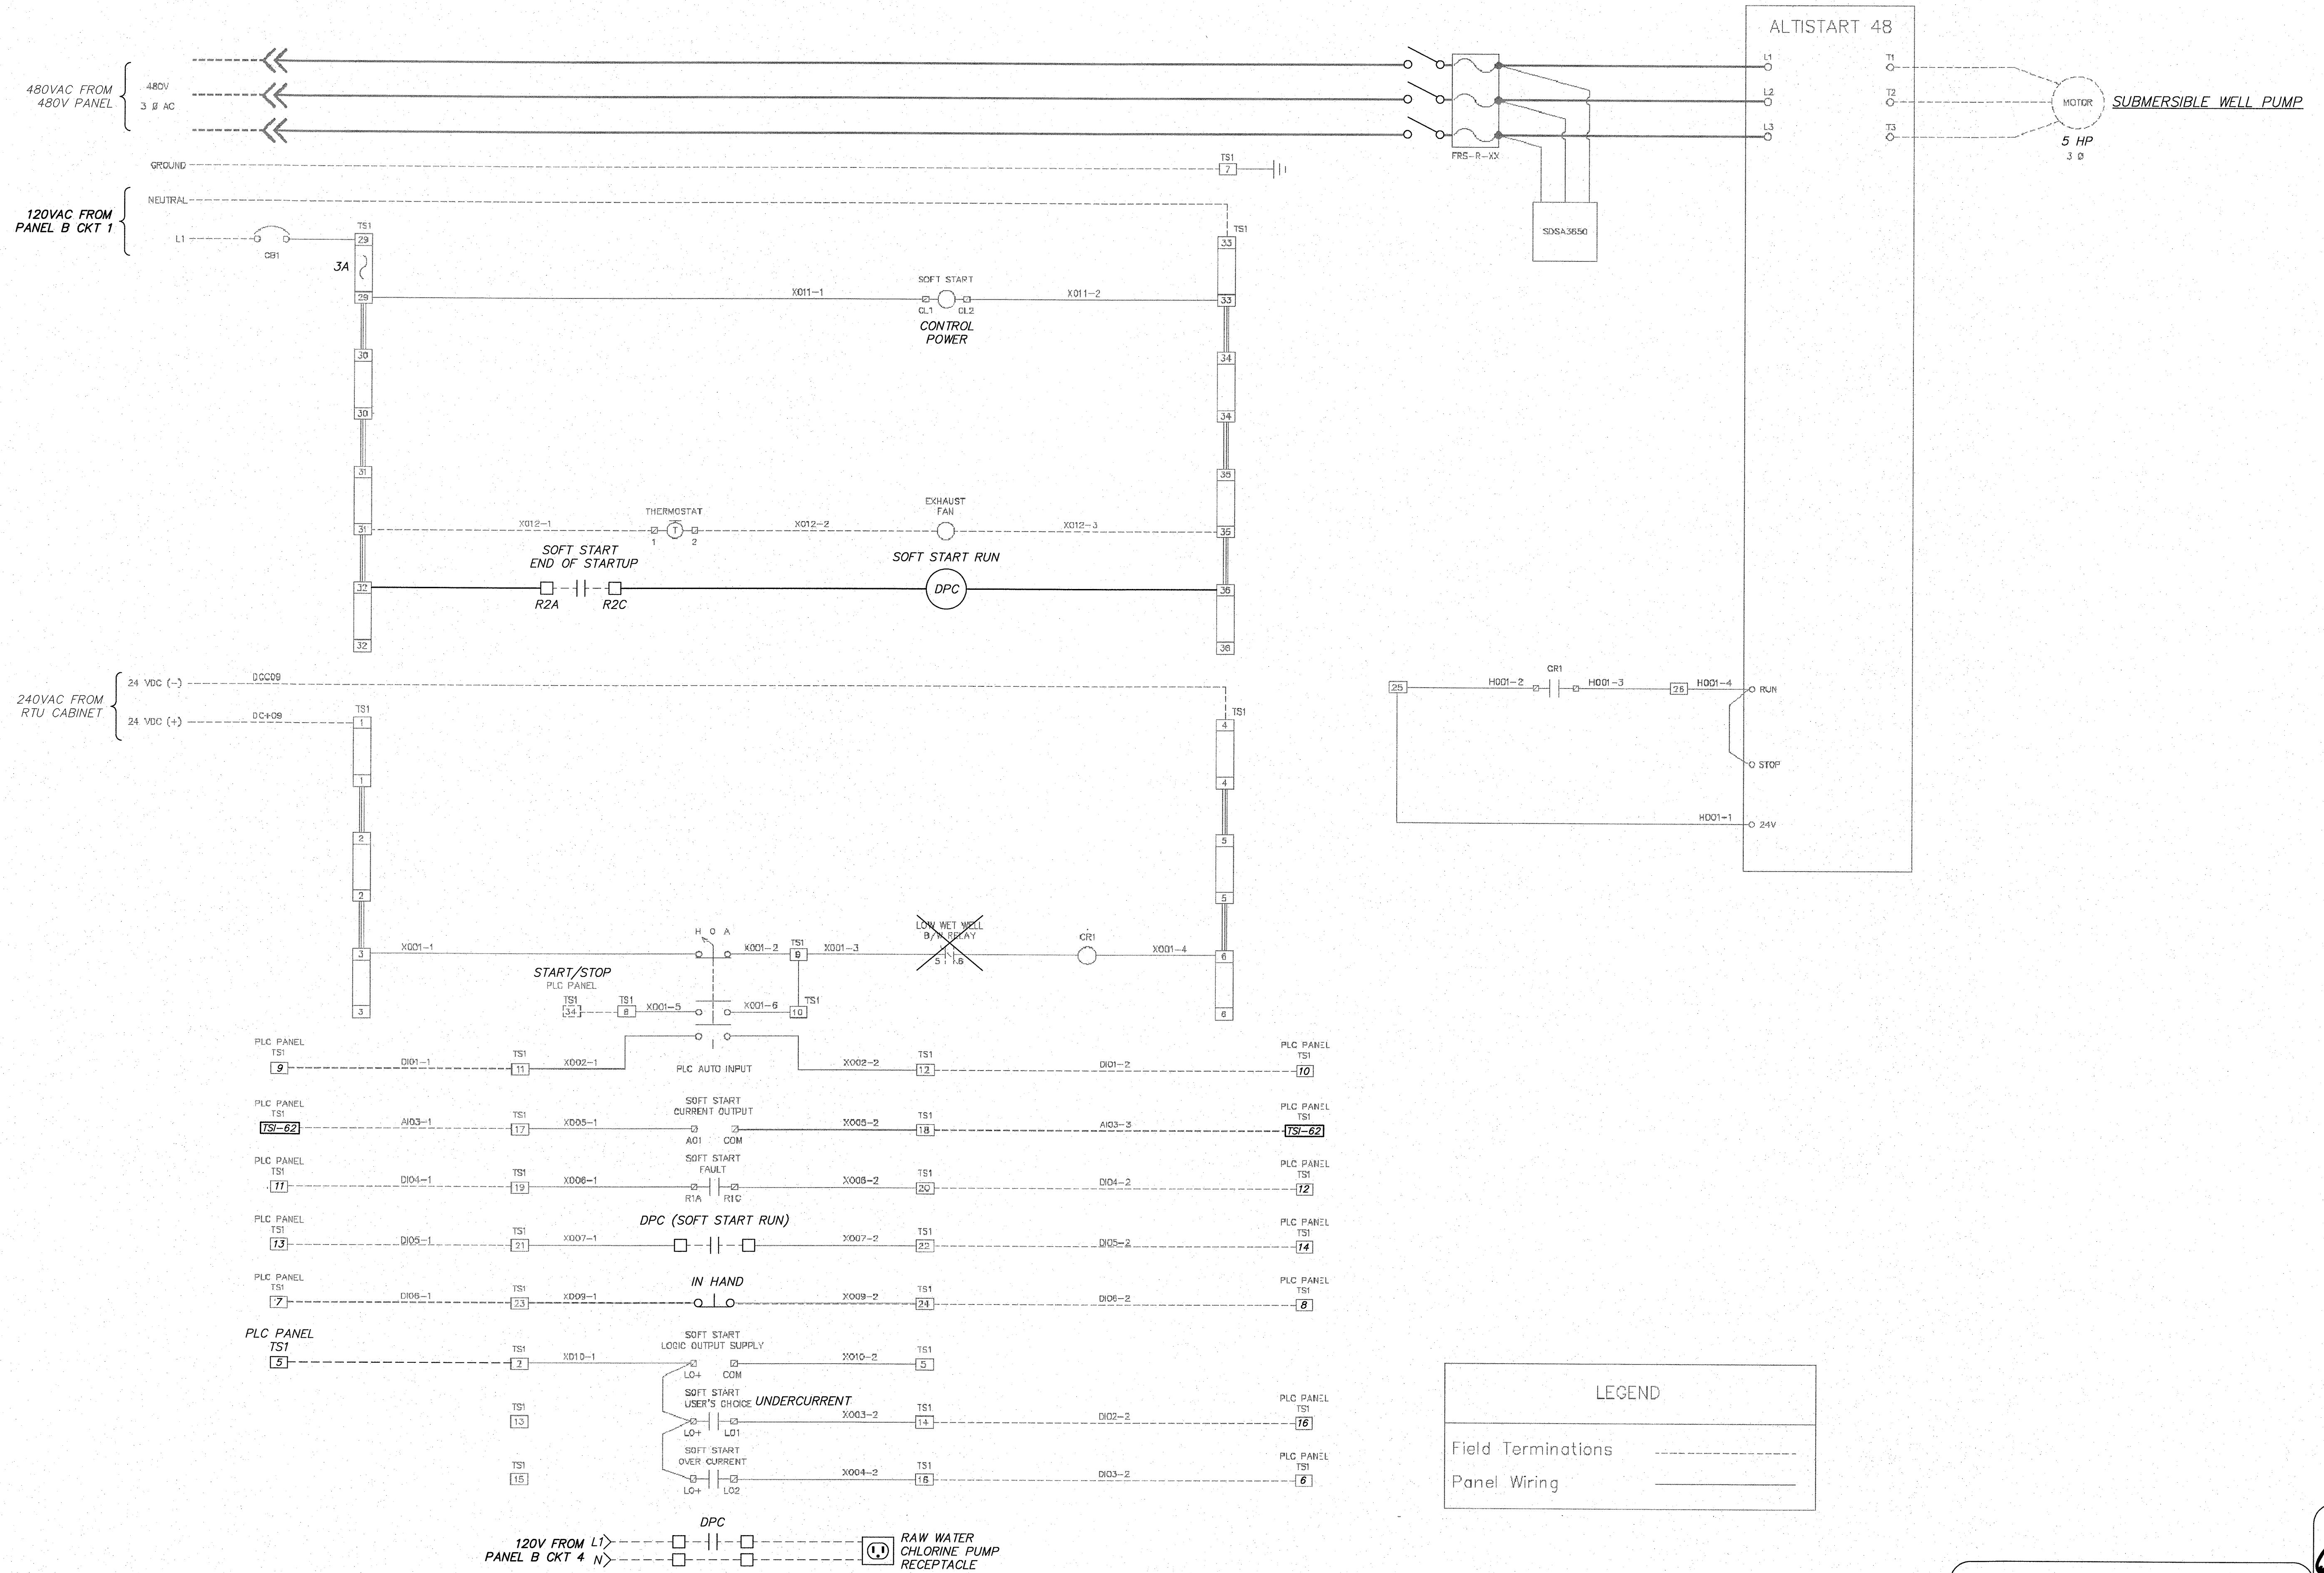 ALTISTART 48
480VAC FROM
480V PANEL
480V
3 Ø AC
L1
L2
L3
T1
T2
T3
MOTOR
SUBMERSIBLE WELL PUMP
5 HP
3 Ø
FRS-R-XX
SDSA3650
GROUND
TS1
7
120VAC FROM
PANEL B CKT 1
NEUTRAL
L1
CB1
TS1
29
3A
29
X011-1
SOFT START
CL1
CL2
CONTROL
POWER
X011-2
TS1
33
33
30
34
30
34
31
35
31
X012-1
THERMOSTAT
T
1
2
X012-2
EXHAUST
FAN
X012-3
35
SOFT START
END OF STARTUP
SOFT START RUN
32
R2A
R2C
DPC
36
32
36
240VAC FROM
RTU CABINET
24 VDC (-)
DCC09
24 VDC (+)
DC+09
TS1
1
TS1
4
1
4
2
5
2
5
25
H001-2
CR1
H001-3
26
H001-4
RUN
STOP
H001-1
24V
3
X001-1
H O A
X001-2
TS1
9
X001-3
LOW WET WELL
B/W RELAY
5
6
CR1
X001-4
6
START/STOP
PLC PANEL
TS1
34
TS1
8
X001-5
X001-6
TS1
10
3
6
PLC PANEL
TS1
9
DI01-1
TS1
11
X002-1
PLC AUTO INPUT
X002-2
TS1
12
DI01-2
PLC PANEL
TS1
10
PLC PANEL
TS1
TS1-62
AI03-1
TS1
17
X005-1
SOFT START
CURRENT OUTPUT
AO1
COM
X005-2
TS1
18
AI03-3
PLC PANEL
TS1
TS1-62
PLC PANEL
TS1
11
DI04-1
TS1
19
X006-1
SOFT START
FAULT
R1A
R1C
X006-2
TS1
20
DI04-2
PLC PANEL
TS1
12
PLC PANEL
TS1
13
DI05-1
TS1
21
X007-1
DPC (SOFT START RUN)
X007-2
TS1
22
DI05-2
PLC PANEL
TS1
14
PLC PANEL
TS1
7
DI06-1
TS1
23
X009-1
IN HAND
X009-2
TS1
24
DI06-2
PLC PANEL
TS1
8
PLC PANEL
TS1
5
TS1
2
X010-1
SOFT START
LOGIC OUTPUT SUPPLY
LO+
COM
X010-2
TS1
5
TS1
13
SOFT START
USER'S CHOICE UNDERCURRENT
LO+
LO1
X003-2
TS1
14
DI02-2
PLC PANEL
TS1
16
TS1
15
SOFT START
OVER CURRENT
LO+
LO2
X004-2
TS1
16
DI03-2
PLC PANEL
TS1
6
LEGEND
Field Terminations
Panel Wiring
DPC
120V FROM L1
PANEL B CKT 4 N
RAW WATER
CHLORINE PUMP
RECEPTACLE